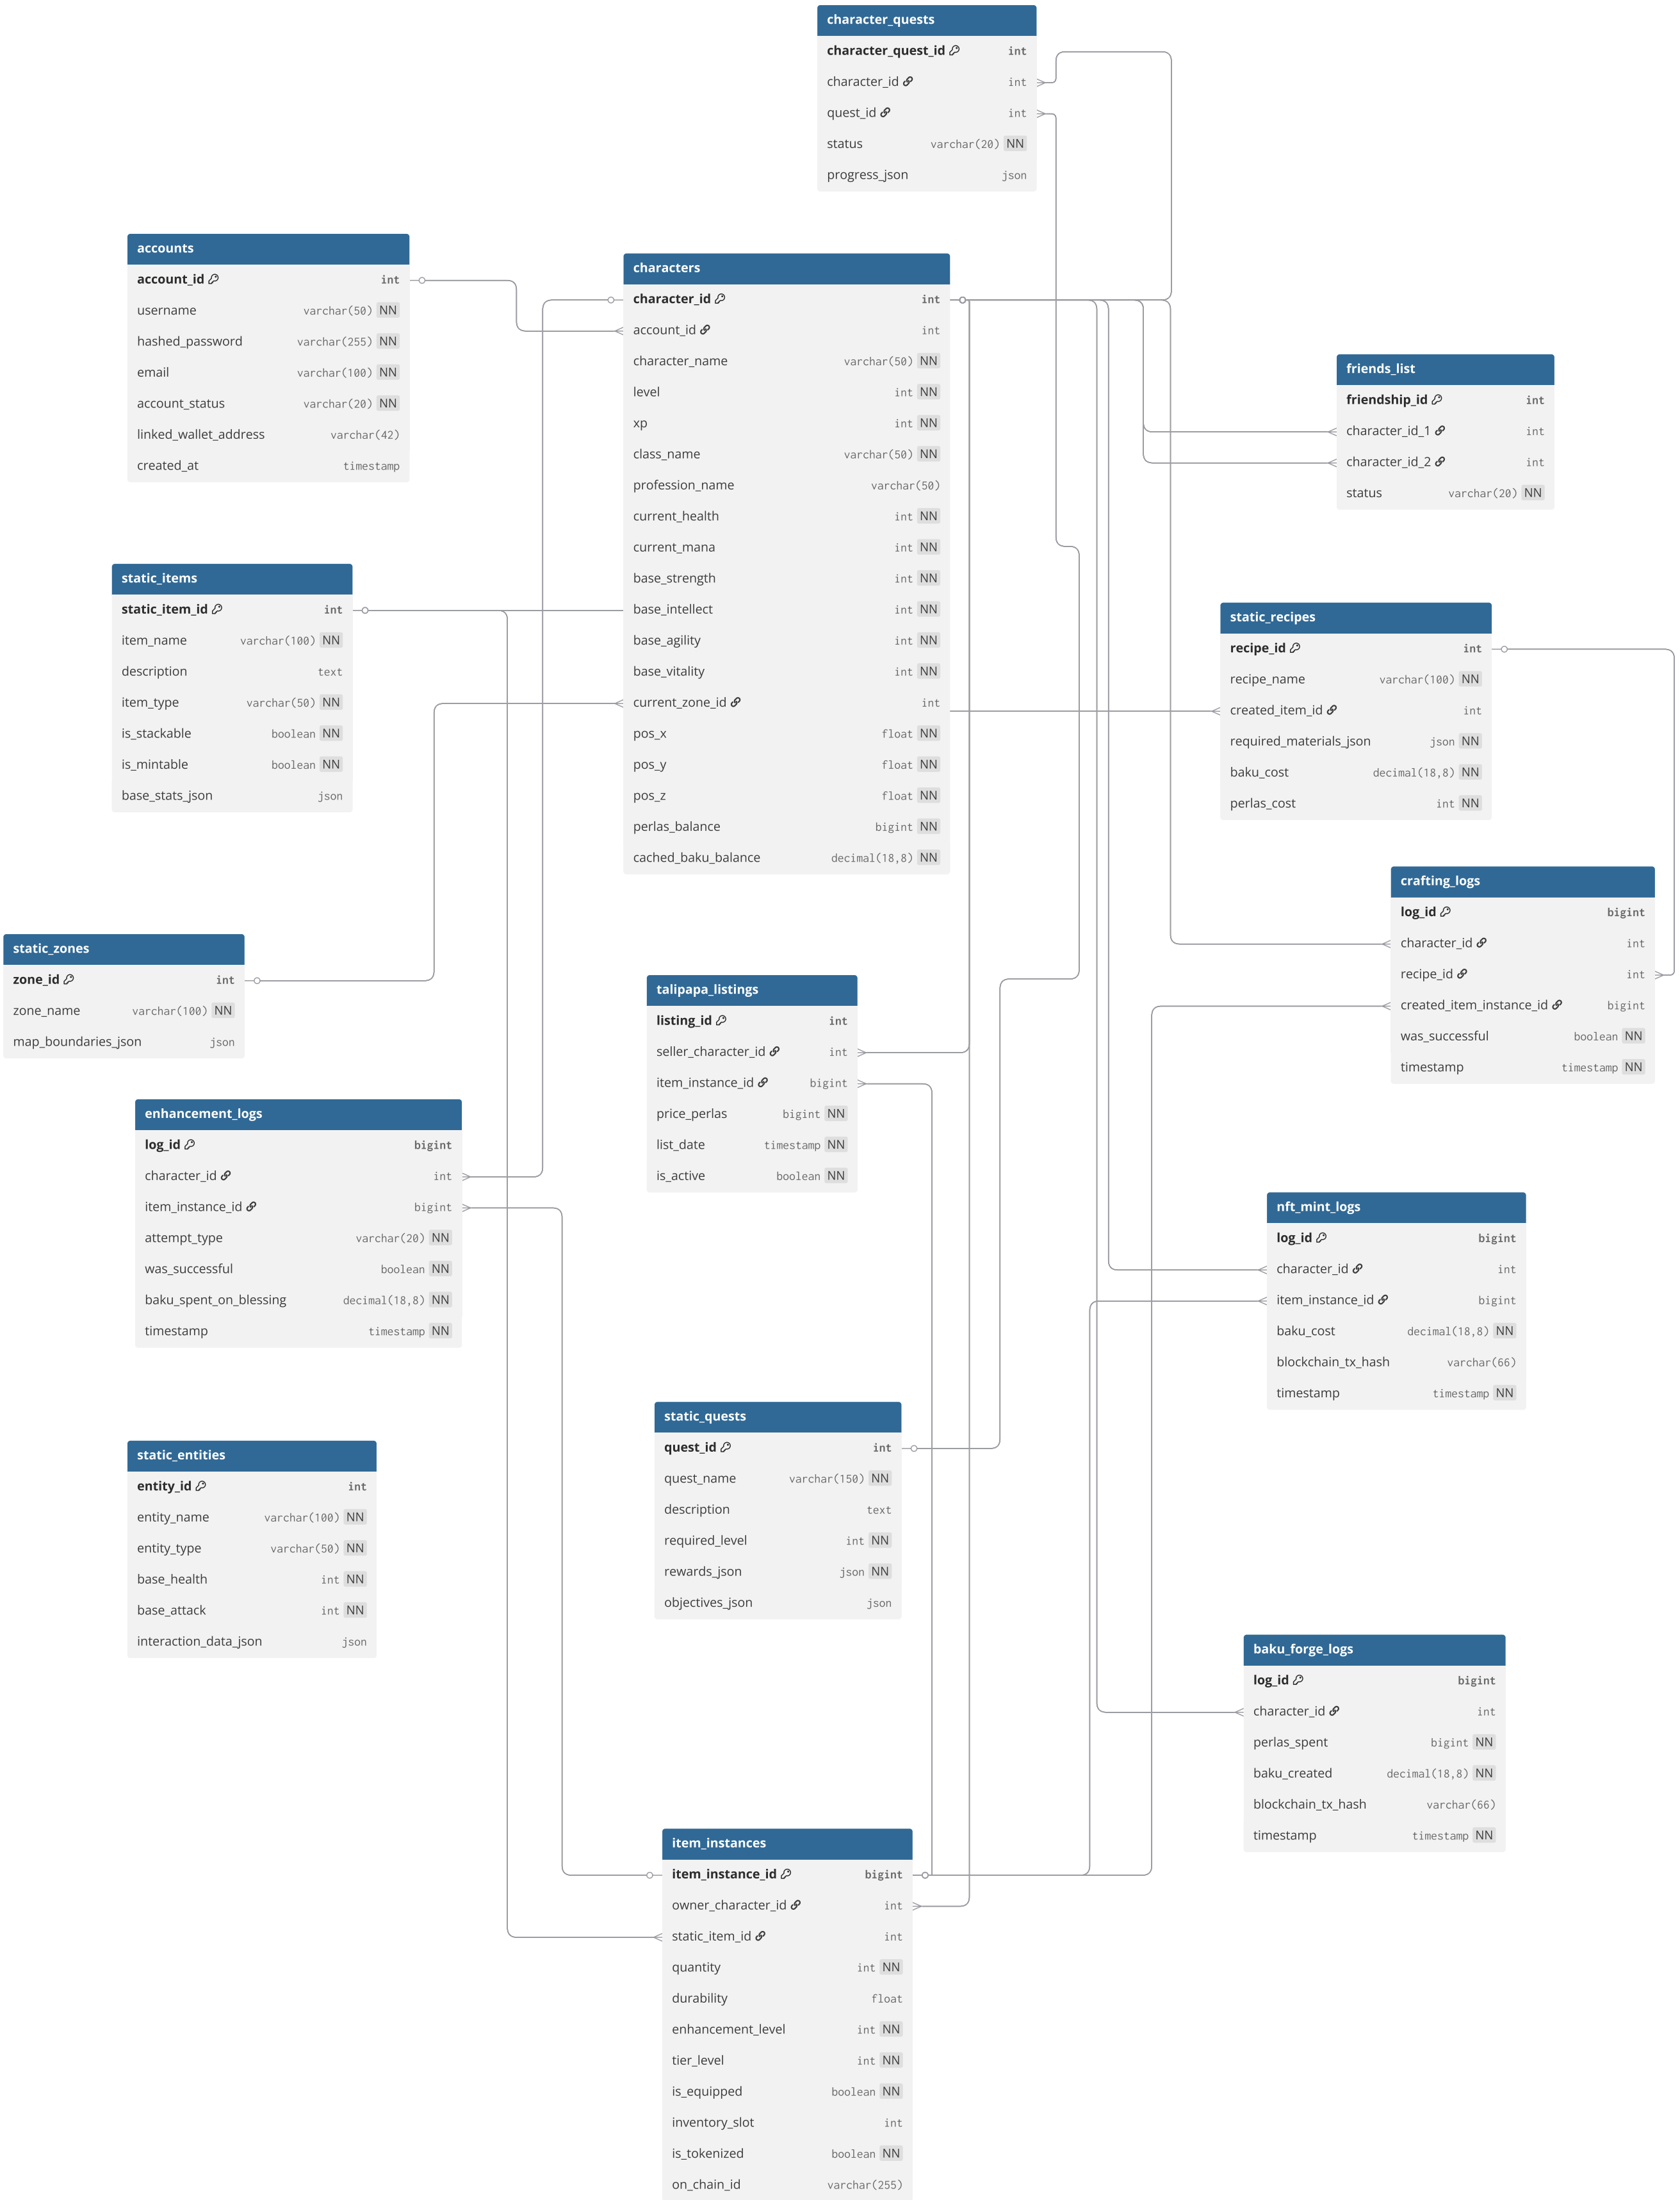 character_quests
character_quest_id int
character_id int
quest_id int
status varchar(20) NN
progress_json json
accounts
account_id int
username varchar(50) NN
hashed_password varchar(255) NN
email varchar(100) NN
account_status varchar(20) NN
linked_wallet_address varchar(42)
created_at timestamp
characters
character_id int
account_id int
character_name varchar(50) NN
level int NN
xp int NN
class_name varchar(50) NN
profession_name varchar(50)
current_health int NN
current_mana int NN
base_strength int NN
base_intellect int NN
base_agility int NN
base_vitality int NN
current_zone_id int
pos_x float NN
pos_y float NN
pos_z float NN
perlas_balance bigint NN
cached_baku_balance decimal(18,8) NN
friends_list
friendship_id int
character_id_1 int
character_id_2 int
status varchar(20) NN
static_items
static_item_id int
item_name varchar(100) NN
description text
item_type varchar(50) NN
is_stackable boolean NN
is_mintable boolean NN
base_stats_json json
static_recipes
recipe_id int
recipe_name varchar(100) NN
created_item_id int
required_materials_json json NN
baku_cost decimal(18,8) NN
perlas_cost int NN
crafting_logs
log_id bigint
character_id int
recipe_id int
created_item_instance_id bigint
was_successful boolean NN
timestamp timestamp NN
static_zones
zone_id int
zone_name varchar(100) NN
map_boundaries_json json
talipapa_listings
listing_id int
seller_character_id int
item_instance_id bigint
price_perlas bigint NN
list_date timestamp NN
is_active boolean NN
enhancement_logs
log_id bigint
character_id int
item_instance_id bigint
attempt_type varchar(20) NN
was_successful boolean NN
baku_spent_on_blessing decimal(18,8) NN
timestamp timestamp NN
nft_mint_logs
log_id bigint
character_id int
item_instance_id bigint
baku_cost decimal(18,8) NN
blockchain_tx_hash varchar(66)
timestamp timestamp NN
static_quests
quest_id int
quest_name varchar(150) NN
description text
required_level int NN
rewards_json json NN
objectives_json json
static_entities
entity_id int
entity_name varchar(100) NN
entity_type varchar(50) NN
base_health int NN
base_attack int NN
interaction_data_json json
baku_forge_logs
log_id bigint
character_id int
perlas_spent bigint NN
baku_created decimal(18,8) NN
blockchain_tx_hash varchar(66)
timestamp timestamp NN
item_instances
item_instance_id bigint
owner_character_id int
static_item_id int
quantity int NN
durability float
enhancement_level int NN
tier_level int NN
is_equipped boolean NN
inventory_slot int
is_tokenized boolean NN
on_chain_id varchar(255)